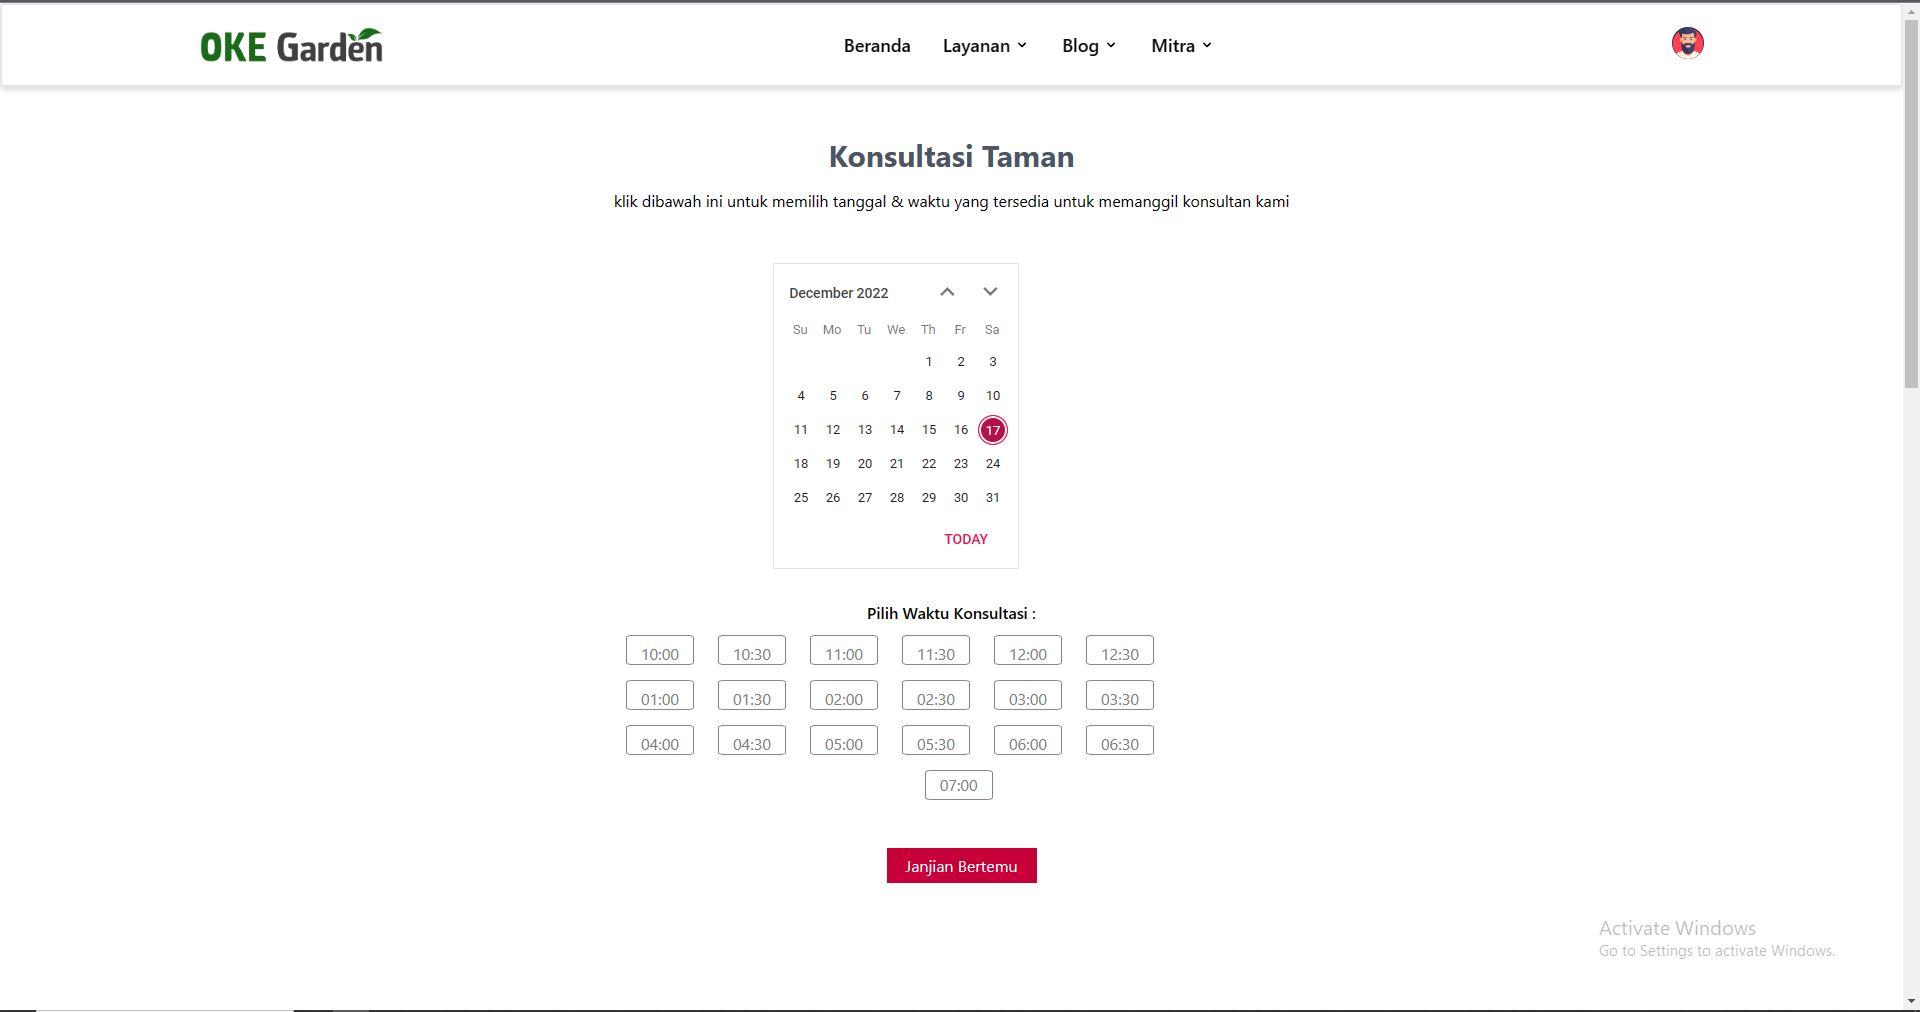 OKE Garden
Beranda Layanan Blog Mitra
Konsultasi Taman
klik dibawah ini untuk memilih tanggal & waktu yang tersedia untuk memanggil konsultan kami
December 2022
Su Mo Tu We Th Fr Sa
1 2 3
4 5 6 7 8 9 10
11 12 13 14 15 16 17
18 19 20 21 22 23 24
25 26 27 28 29 30 31
TODAY
Pilih Waktu Konsultasi :
10:00 10:30 11:00 11:30 12:00 12:30
01:00 01:30 02:00 02:30 03:00 03:30
04:00 04:30 05:00 05:30 06:00 06:30
07:00
Janjian Bertemu
Activate Windows
Go to Settings to activate Windows.